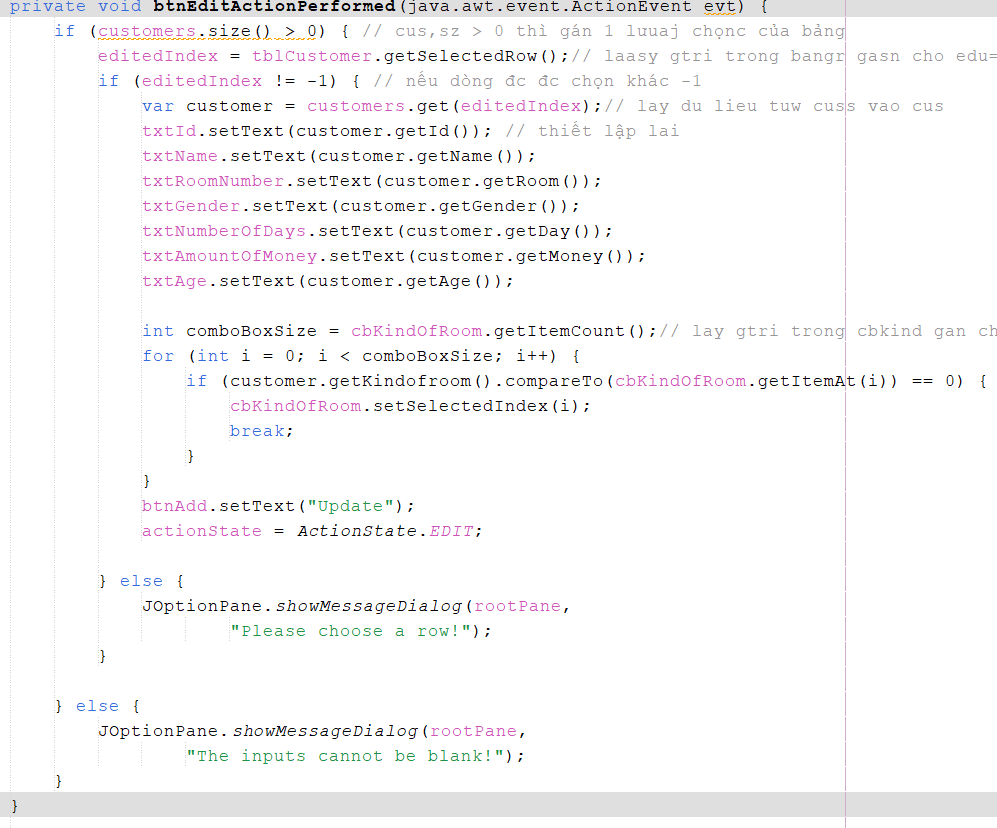 private void btnEditActionPerformed(java.awt.event.ActionEvent evt) {
    if (customers.size() > 0) { // cus,sz > 0 thì gán 1 lưuaj chọnc của bảng
        editedIndex = tblCustomer.getSelectedRow();// laasy gtri trong bangr gasn cho edu=
        if (editedIndex != -1) { // nếu dòng đc đc chọn khác -1
            var customer = customers.get(editedIndex);// lay du lieu tuw cuss vao cus
            txtId.setText(customer.getId()); // thiết lập lai
            txtName.setText(customer.getName());
            txtRoomNumber.setText(customer.getRoom());
            txtGender.setText(customer.getGender());
            txtNumberOfDays.setText(customer.getDay());
            txtAmountOfMoney.setText(customer.getMoney());
            txtAge.setText(customer.getAge());
            int comboBoxSize = cbKindOfRoom.getItemCount();// lay gtri trong cbkind gan ch
            for (int i = 0; i < comboBoxSize; i++) {
                if (customer.getKindofroom().compareTo(cbKindOfRoom.getItemAt(i)) == 0) {
                    cbKindOfRoom.setSelectedIndex(i);
                    break;
                }
            }
            btnAdd.setText("Update");
            actionState = ActionState.EDIT;
        } else {
            JOptionPane.showMessageDialog(rootPane,
                    "Please choose a row!");
        }
    } else {
        JOptionPane.showMessageDialog(rootPane,
                "The inputs cannot be blank!");
    }
}